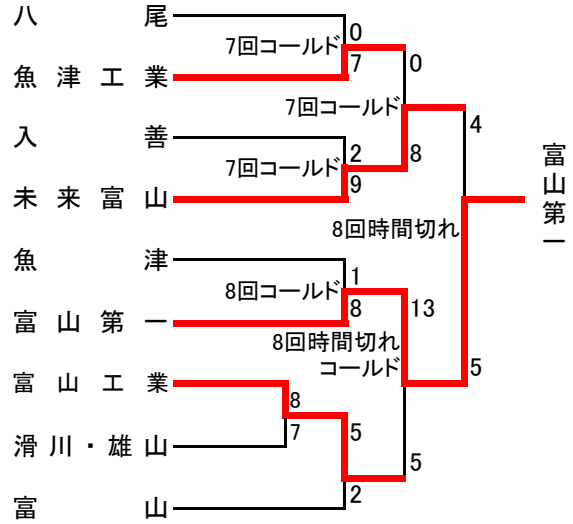 八尾
0
7回コールド
7
魚津工業
0
7回コールド
8
入善
2
7回コールド
9
未来富山
4
8回時間切れ
5
富山第一
魚津
1
8回コールド
8
富山第一
13
8回時間切れ
コールド
5
富山工業
8
7
滑川・雄山
5
2
富山